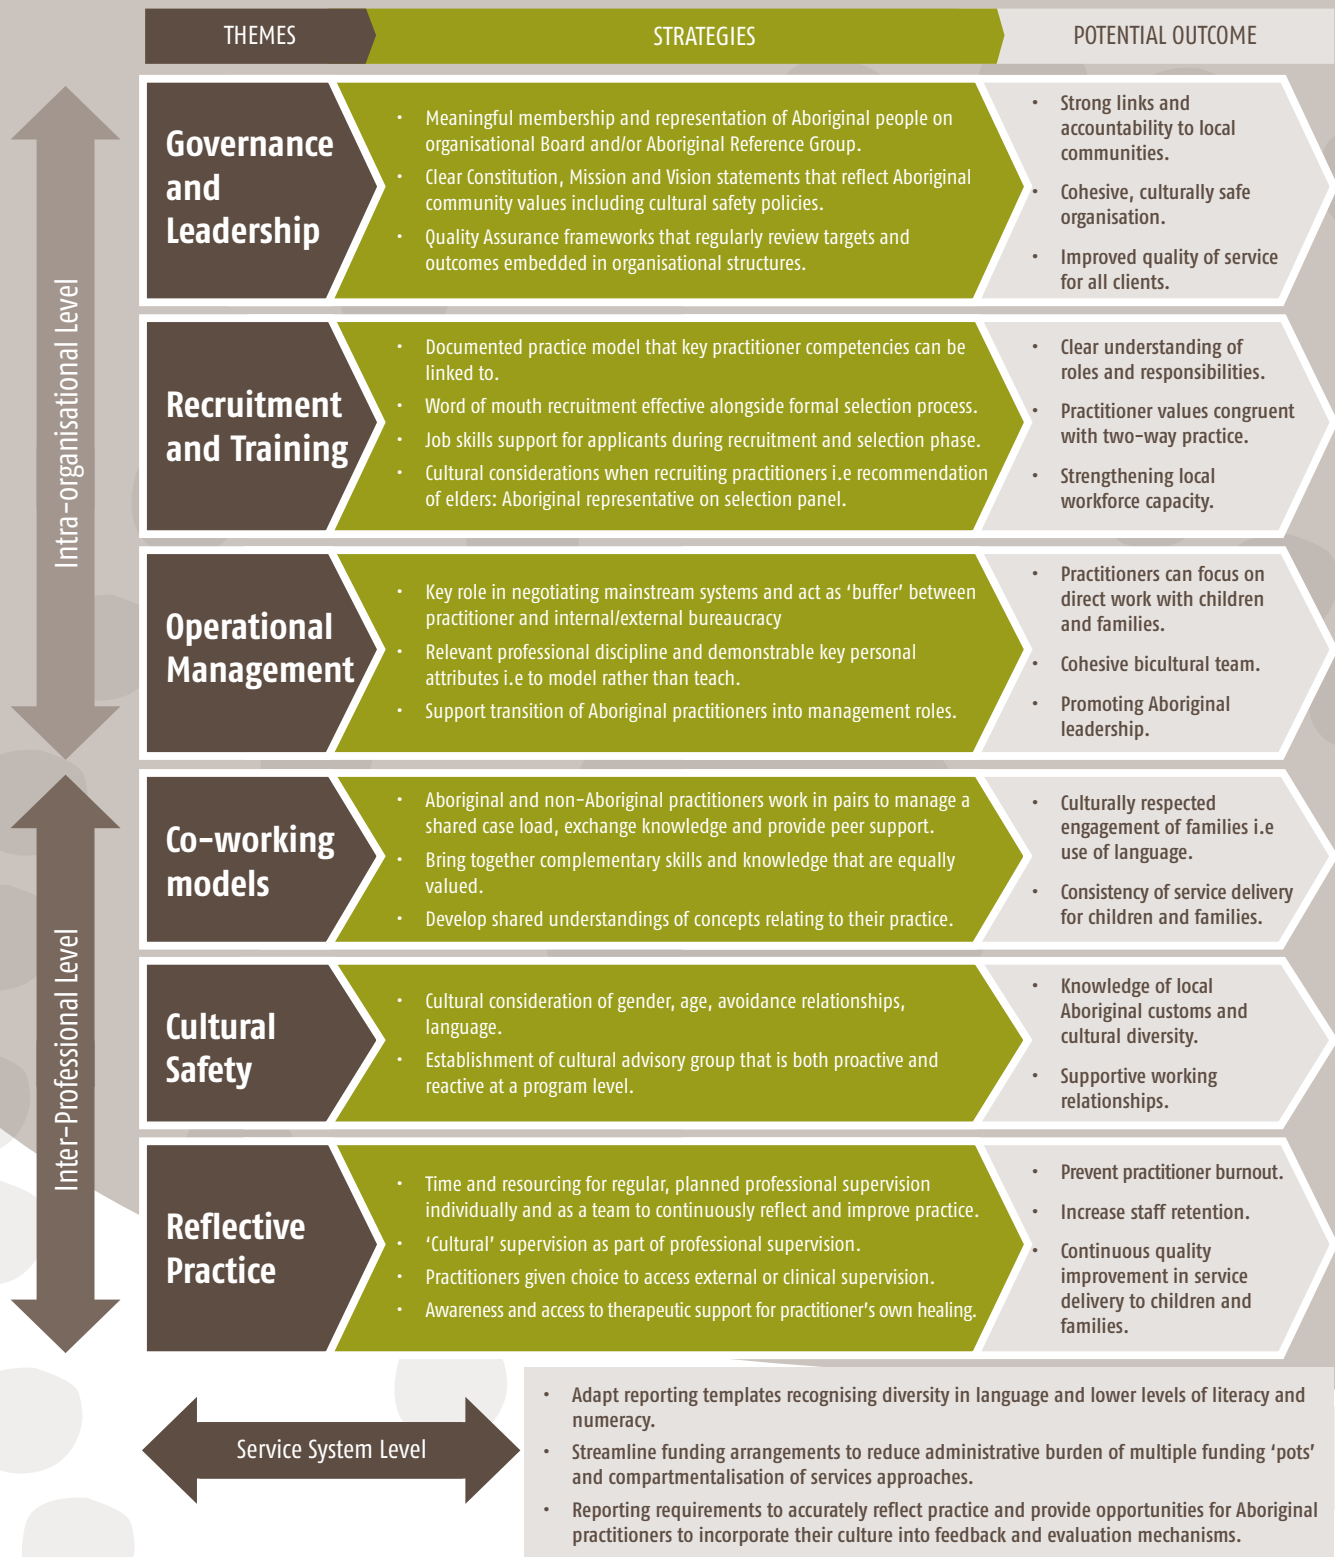 THEMES
STRATEGIES
POTENTIAL OUTCOME
Intra-organisational Level
Governance
and
Leadership
• Meaningful membership and representation of Aboriginal people on
organisational Board and/or Aboriginal Reference Group.
• Clear Constitution, Mission and Vision statements that reflect Aboriginal
community values including cultural safety policies.
• Quality Assurance frameworks that regularly review targets and
outcomes embedded in organisational structures.
• Strong links and
accountability to local
communities.
• Cohesive, culturally safe
organisation.
• Improved quality of service
for all clients.
Recruitment
and Training
• Documented practice model that key practitioner competencies can be
linked to.
• Word of mouth recruitment effective alongside formal selection process.
• Job skills support for applicants during recruitment and selection phase.
• Cultural considerations when recruiting practitioners i.e recommendation
of elders: Aboriginal representative on selection panel.
• Clear understanding of
roles and responsibilities.
• Practitioner values congruent
with two-way practice.
• Strengthening local
workforce capacity.
Operational
Management
• Key role in negotiating mainstream systems and act as ‘buffer’ between
practitioner and internal/external bureaucracy
• Relevant professional discipline and demonstrable key personal
attributes i.e to model rather than teach.
• Support transition of Aboriginal practitioners into management roles.
• Practitioners can focus on
direct work with children
and families.
• Cohesive bicultural team.
• Promoting Aboriginal
leadership.
Inter-Professional Level
Co-working
models
• Aboriginal and non-Aboriginal practitioners work in pairs to manage a
shared case load, exchange knowledge and provide peer support.
• Bring together complementary skills and knowledge that are equally
valued.
• Develop shared understandings of concepts relating to their practice.
• Culturally respected
engagement of families i.e
use of language.
• Consistency of service delivery
for children and families.
Cultural
Safety
• Cultural consideration of gender, age, avoidance relationships,
language.
• Establishment of cultural advisory group that is both proactive and
reactive at a program level.
• Knowledge of local
Aboriginal customs and
cultural diversity.
• Supportive working
relationships.
Reflective
Practice
• Time and resourcing for regular, planned professional supervision
individually and as a team to continuously reflect and improve practice.
• ‘Cultural’ supervision as part of professional supervision.
• Practitioners given choice to access external or clinical supervision.
• Awareness and access to therapeutic support for practitioner’s own healing.
• Prevent practitioner burnout.
• Increase staff retention.
• Continuous quality
improvement in service
delivery to children and
families.
Service System Level
• Adapt reporting templates recognising diversity in language and lower levels of literacy and
numeracy.
• Streamline funding arrangements to reduce administrative burden of multiple funding ‘pots’
and compartmentalisation of services approaches.
• Reporting requirements to accurately reflect practice and provide opportunities for Aboriginal
practitioners to incorporate their culture into feedback and evaluation mechanisms.